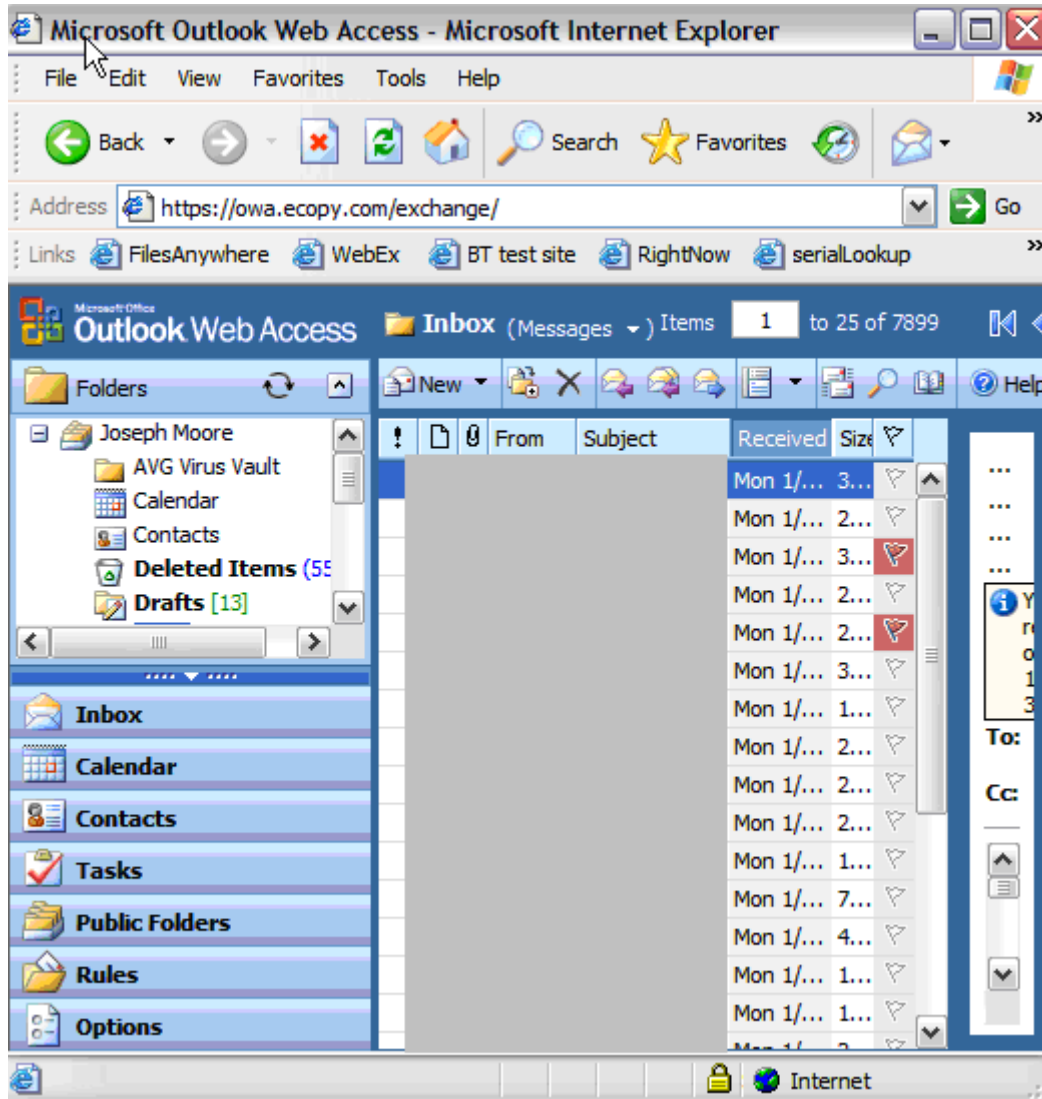 Microsoft Outlook Web Access - Microsoft Internet Explorer
File Edit View Favorites Tools Help
Back Search Favorites »
Address https://owa.ecopy.com/exchange/ Go
Links FilesAnywhere WebEx BT test site RightNow serialLookup »
Microsoft Office
Outlook Web Access Inbox (Messages ) Items 1 to 25 of 7899
Folders New Help
! From Subject Received Size
Joseph Moore
AVG Virus Vault
Calendar
Contacts
Deleted Items (55
Drafts [13]
Inbox
Calendar
Contacts
Tasks
Public Folders
Rules
Options
Mon 1/... 3...
Mon 1/... 2...
Mon 1/... 3...
Mon 1/... 2...
Mon 1/... 2...
Mon 1/... 3...
Mon 1/... 1...
Mon 1/... 2...
Mon 1/... 2...
Mon 1/... 2...
Mon 1/... 1...
Mon 1/... 7...
Mon 1/... 4...
Mon 1/... 1...
Mon 1/... 1...
...
...
...
...
Y
re
o
1
3
To:
Cc:
Internet